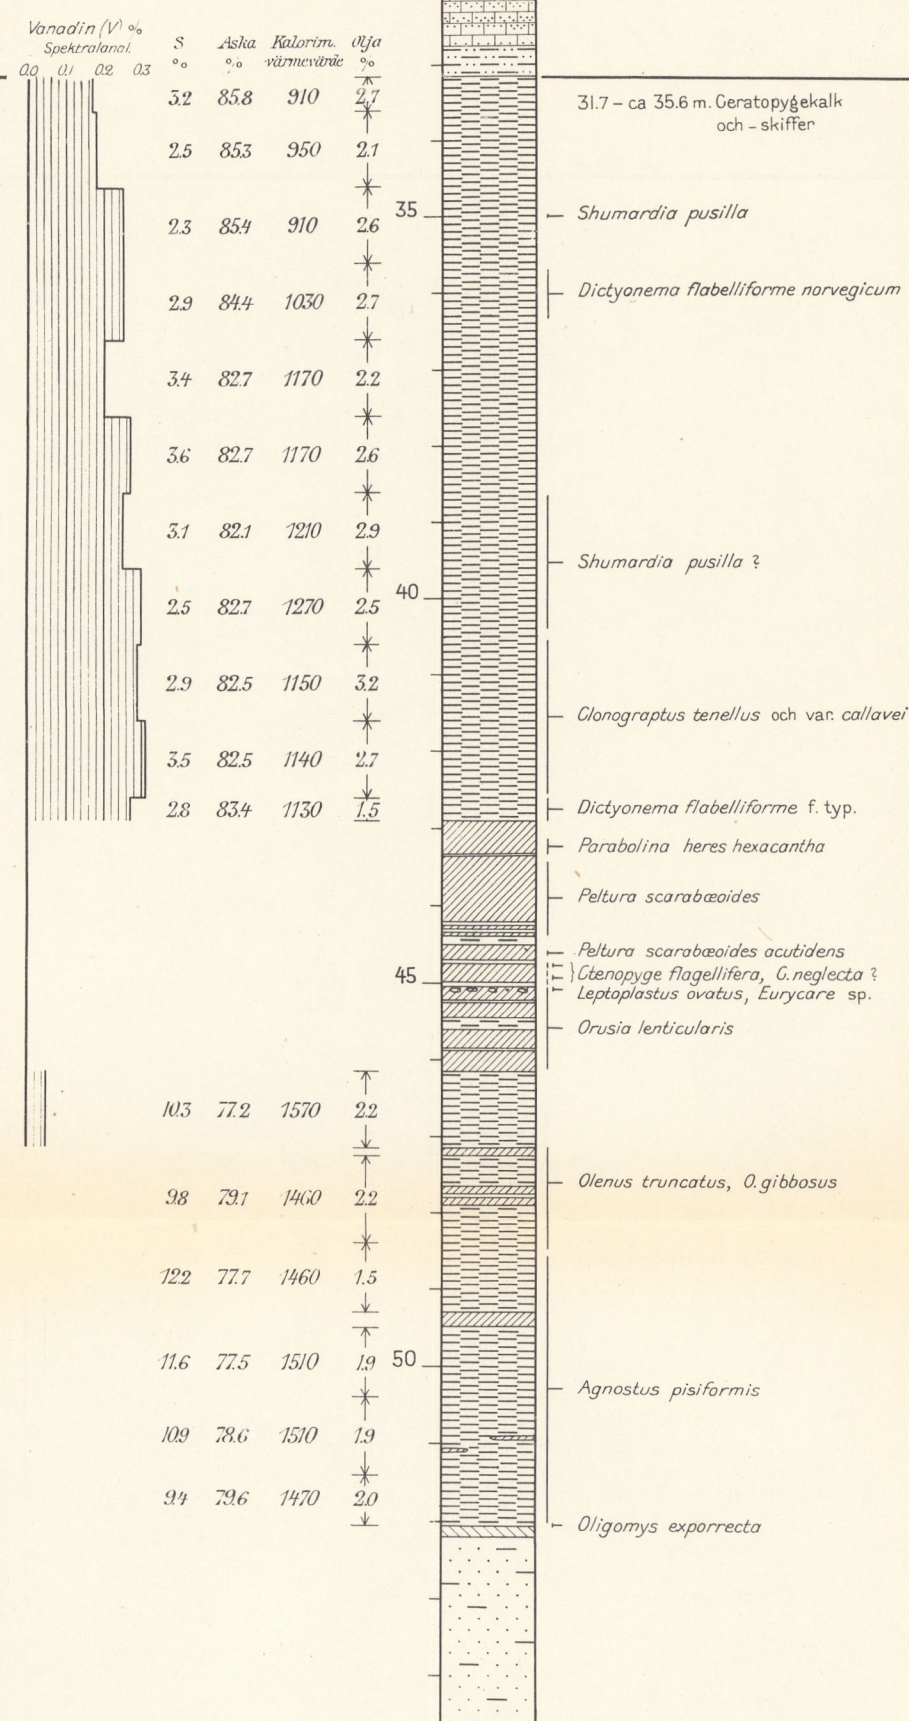 Vanadin (V) %
Spektralanal.
0.0 0.1 0.2 0.3
S Aska Kalorim. Olja
% % värmevärde %
3.2 85.8 910 2.7
31.7 – ca 35.6 m. Ceratopygekalk
och – skiffer
2.5 85.3 950 2.1
35
Shumardia pusilla
2.3 85.4 910 2.6
Dictyonema flabelliforme norvegicum
2.9 84.4 1030 2.7
3.4 82.7 1170 2.2
3.6 82.7 1170 2.6
3.1 82.1 1210 2.9
Shumardia pusilla ?
40
2.5 82.7 1270 2.5
2.9 82.5 1150 3.2
Clonograptus tenellus och var. callavei
3.5 82.5 1140 2.7
2.8 83.4 1130 1.5
Dictyonema flabelliforme f. typ.
Parabolina heres hexacantha
Peltura scarabæoides
Peltura scarabæoides acutidens
45
Ctenopyge flagellifera, C. neglecta ?
Leptoplastus ovatus, Eurycare sp.
Orusia lenticularis
10.3 77.2 1570 2.2
Olenus truncatus, O. gibbosus
9.8 79.1 1460 2.2
12.2 77.7 1460 1.5
11.6 77.5 1510 1.9
50
Agnostus pisiformis
10.9 78.6 1510 1.9
9.4 79.6 1470 2.0
Oligomys exporrecta